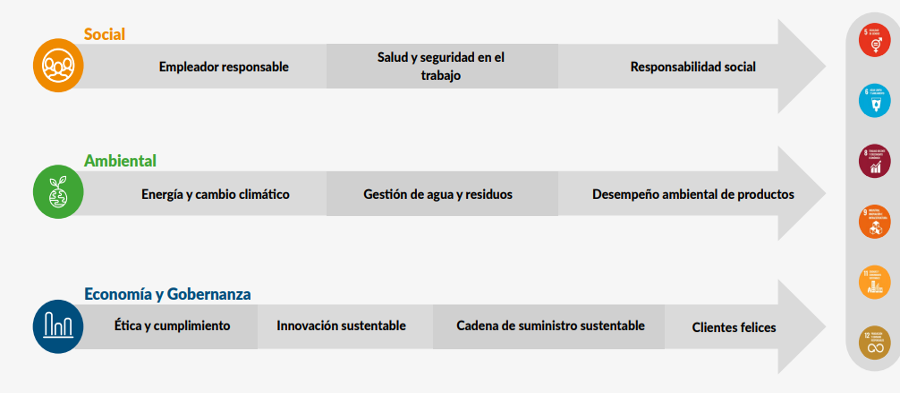 Social
Empleador responsable
Salud y seguridad en el
trabajo
Responsabilidad social
Ambiental
Energía y cambio climático
Gestión de agua y residuos
Desempeño ambiental de productos
Economía y Gobernanza
Ética y cumplimiento
Innovación sustentable
Cadena de suministro sustentable
Clientes felices
5
6
8
9
11
12